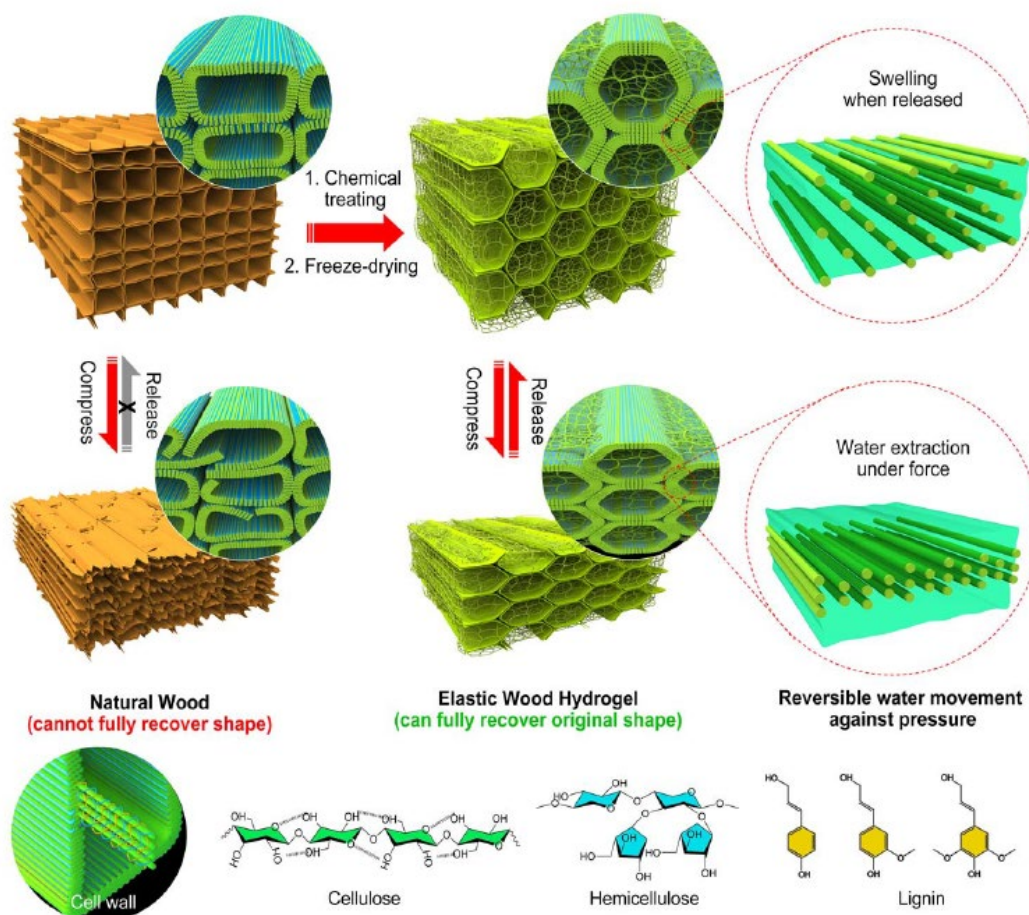 Swelling
when released
1. Chemical
treating
2. Freeze-drying
Compress
X
Release
Compress
Release
Water extraction
under force
Natural Wood
(cannot fully recover shape)
Elastic Wood Hydrogel
(can fully recover original shape)
Reversible water movement
against pressure
Cell wall
Cellulose
Hemicellulose
Lignin